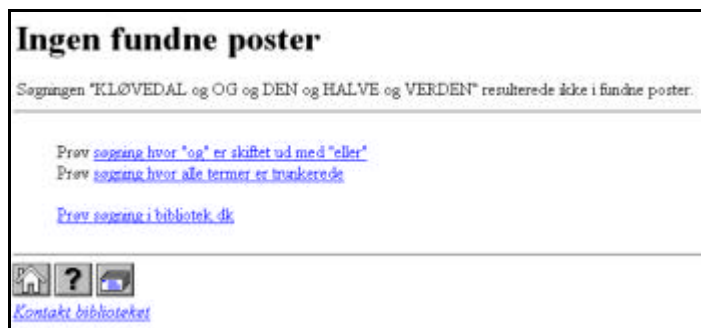 Ingen fundne poster
Søgningen "KLØVEDAL og OG og DEN og HALVE og VERDEN" resulterede ikke i fundne poster.
Prøv søgning hvor "og" er skiftet ud med "eller"
Prøv søgning hvor alle termer er trunkerede
Prøv søgning i bibliotek.dk
?
Kontakt biblioteket